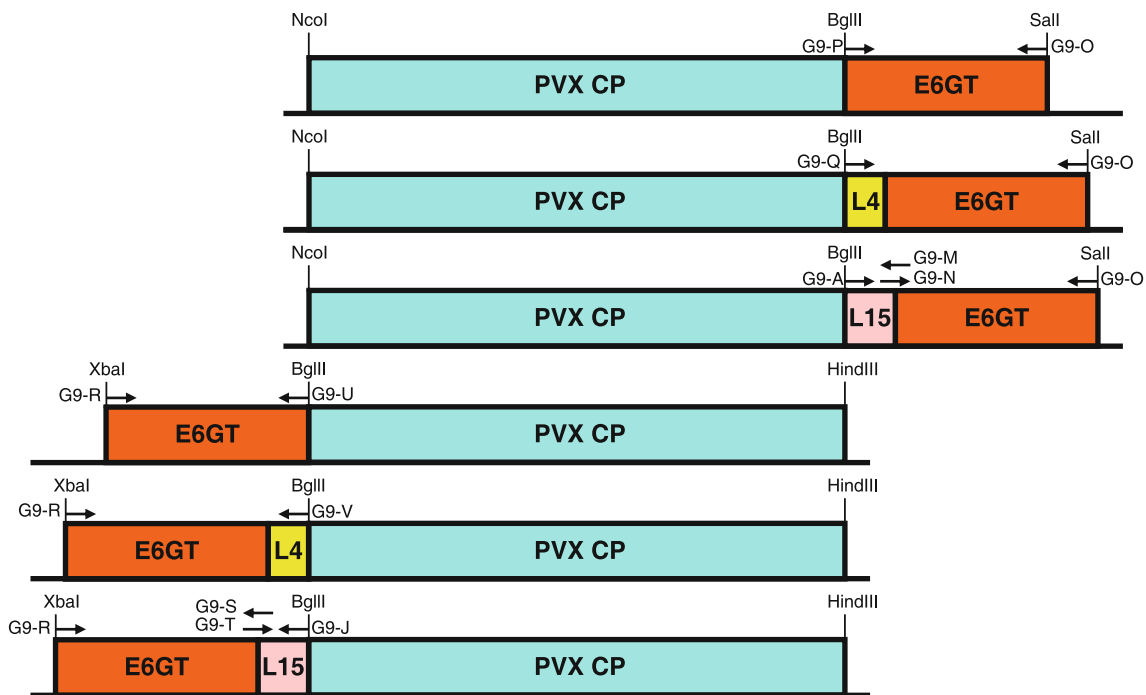 NcoI BglII SalI
G9-P G9-O
PVX CP E6GT
NcoI BglII SalI
G9-Q G9-O
PVX CP L4 E6GT
NcoI BglII G9-M SalI
G9-A G9-N G9-O
PVX CP L15 E6GT
XbaI BglII HindIII
G9-R G9-U
E6GT PVX CP
XbaI BglII HindIII
G9-R G9-V
E6GT L4 PVX CP
XbaI G9-S BglII HindIII
G9-R G9-T G9-J
E6GT L15 PVX CP